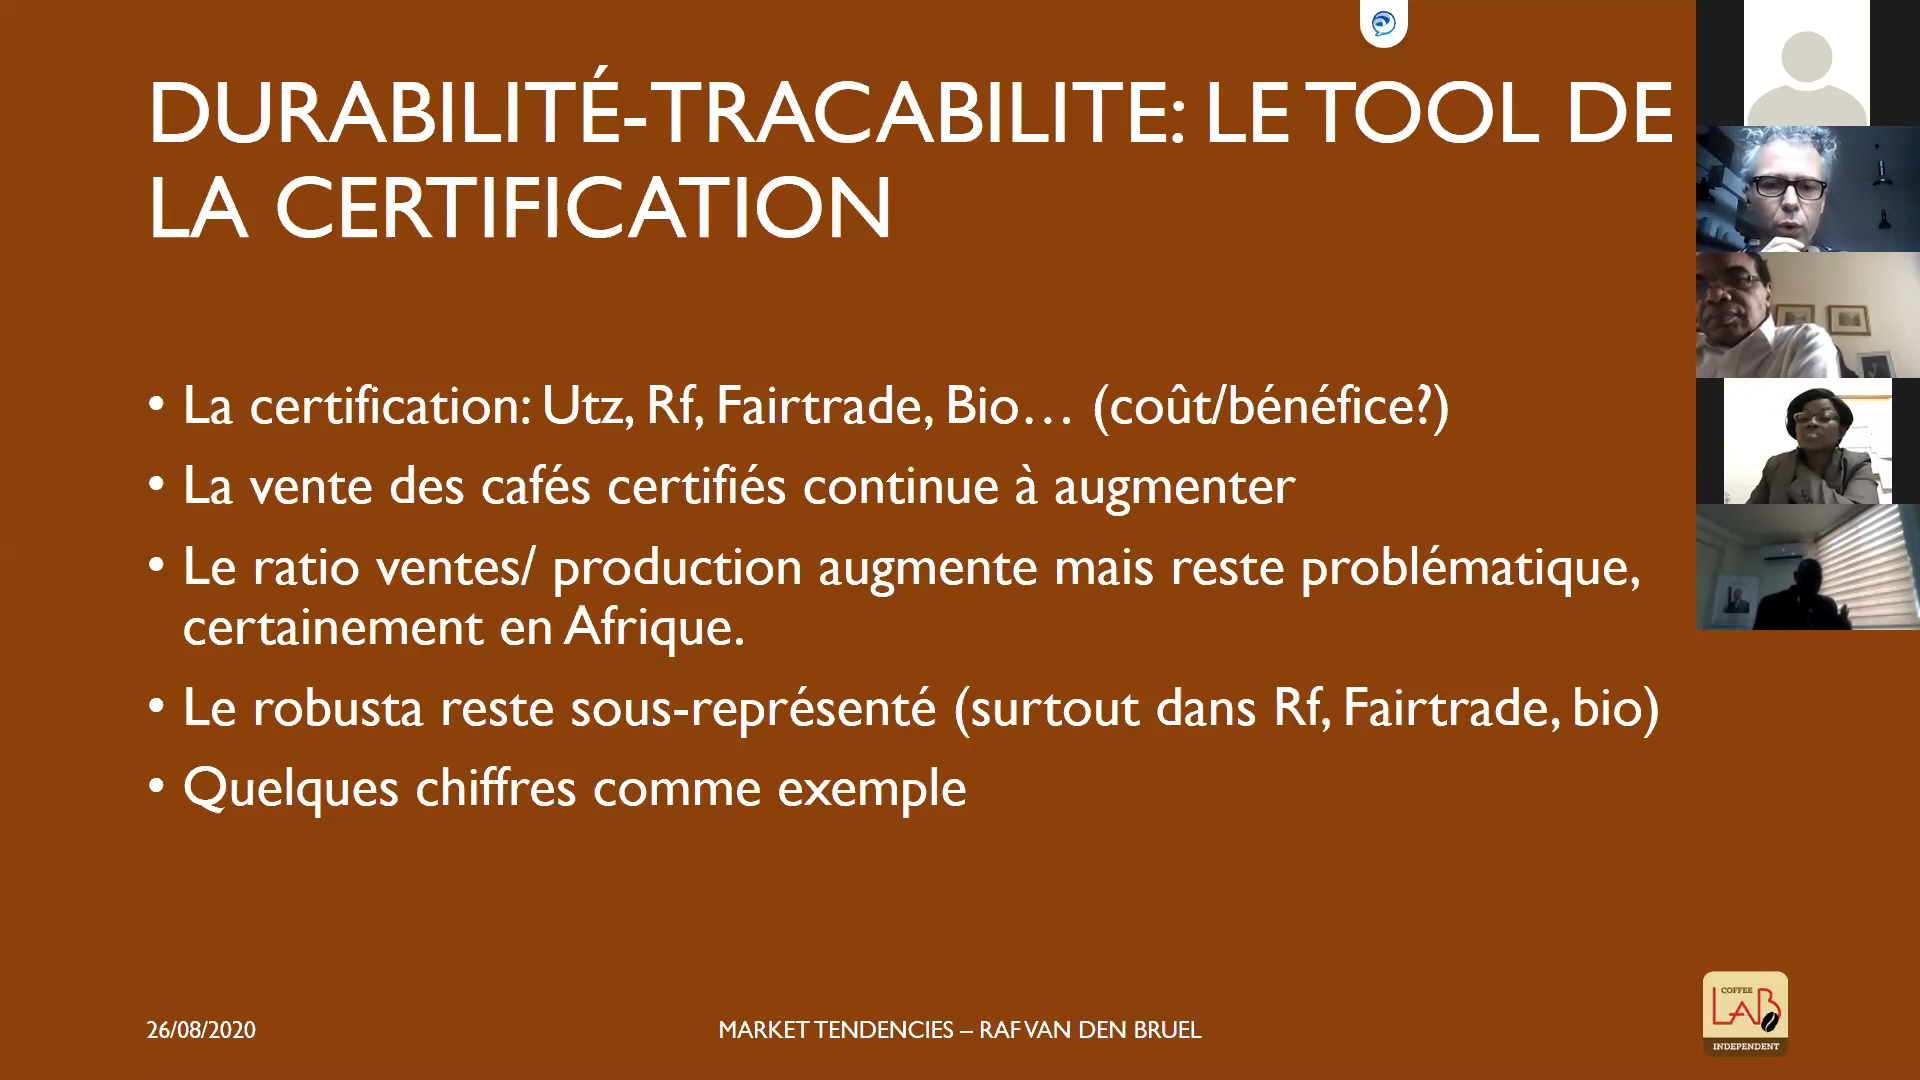 DURABILITÉ-TRACABILITE: LE TOOL DE
LA CERTIFICATION
• La certification: Utz, Rf, Fairtrade, Bio… (coût/bénéfice?)
• La vente des cafés certifiés continue à augmenter
• Le ratio ventes/ production augmente mais reste problématique,
certainement en Afrique.
• Le robusta reste sous-représenté (surtout dans Rf, Fairtrade, bio)
• Quelques chiffres comme exemple
26/08/2020
MARKET TENDENCIES – RAF VAN DEN BRUEL
COFFEE
LAB
INDEPENDENT